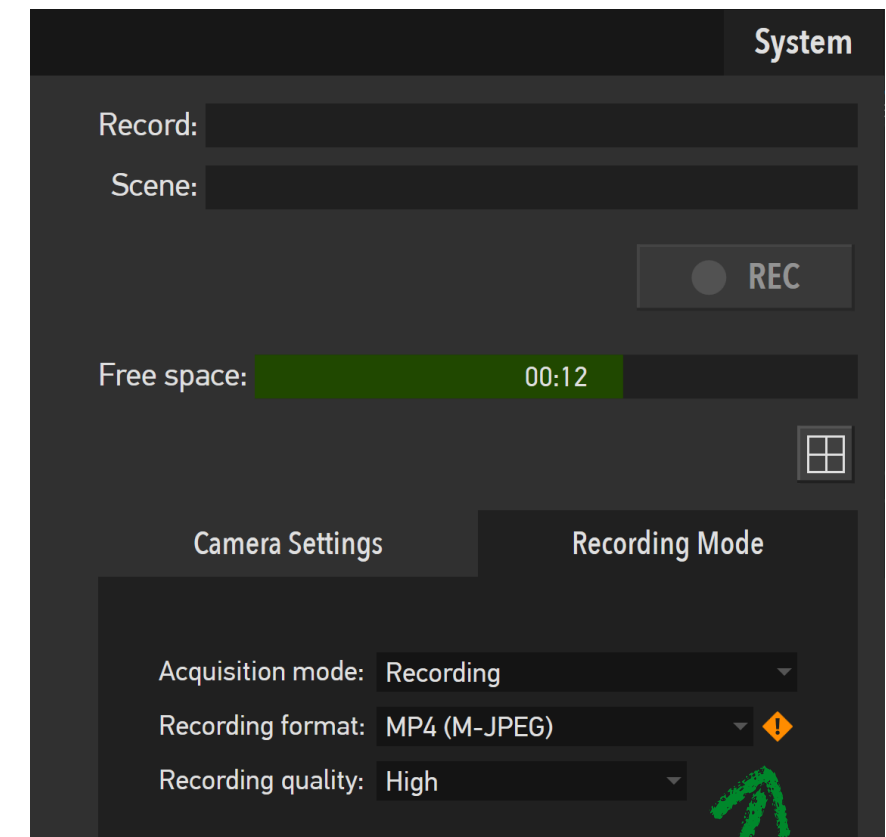 System
Record:
Scene:
REC
Free space: 00:12
Camera Settings Recording Mode
Acquisition mode: Recording
Recording format: MP4 (M-JPEG)
Recording quality: High